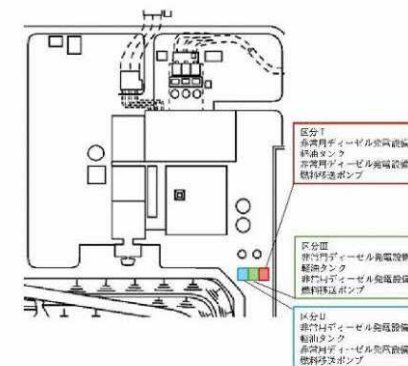 区分Ⅰ
非常用ディーゼル発電設備
軽油タンク
非常用ディーゼル発電設備
燃料移送ポンプ
区分Ⅲ
非常用ディーゼル発電設備
軽油タンク
非常用ディーゼル発電設備
燃料移送ポンプ
区分Ⅱ
非常用ディーゼル発電設備
軽油タンク
非常用ディーゼル発電設備
燃料移送ポンプ